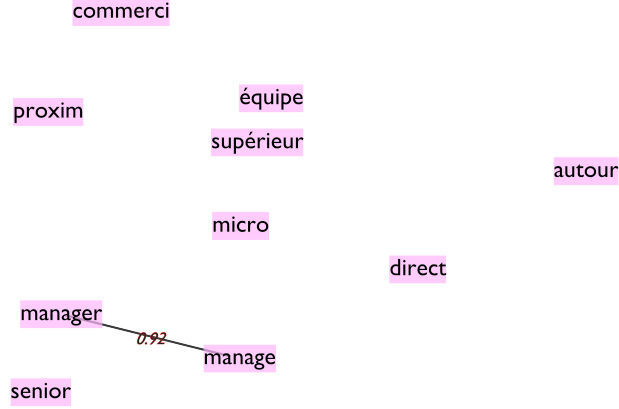 commerci
équipe
proxim
supérieur
autour
micro
direct
manager
0.92
manage
senior